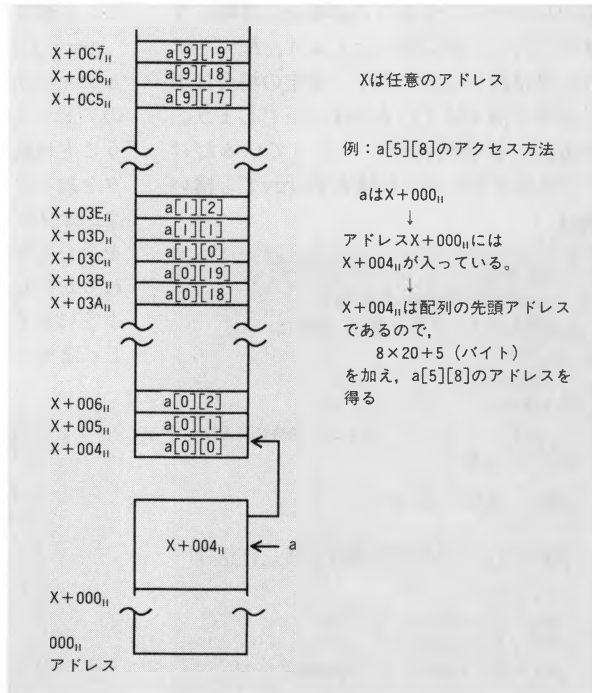 X+0C7H a[9][19]
X+0C6H a[9][18]
X+0C5H a[9][17]
X+03EH a[1][2]
X+03DH a[1][1]
X+03CH a[1][0]
X+03BH a[0][19]
X+03AH a[0][18]
X+006H a[0][2]
X+005H a[0][1]
X+004H a[0][0]
X+004H a
X+000H
000H
アドレス
Xは任意のアドレス
例：a[5][8]のアクセス方法
aはX+000H
↓
アドレスX+000Hには
X+004Hが入っている。
↓
X+004Hは配列の先頭アドレス
であるので，
8×20+5（バイト）
を加え，a[5][8]のアドレスを
得る